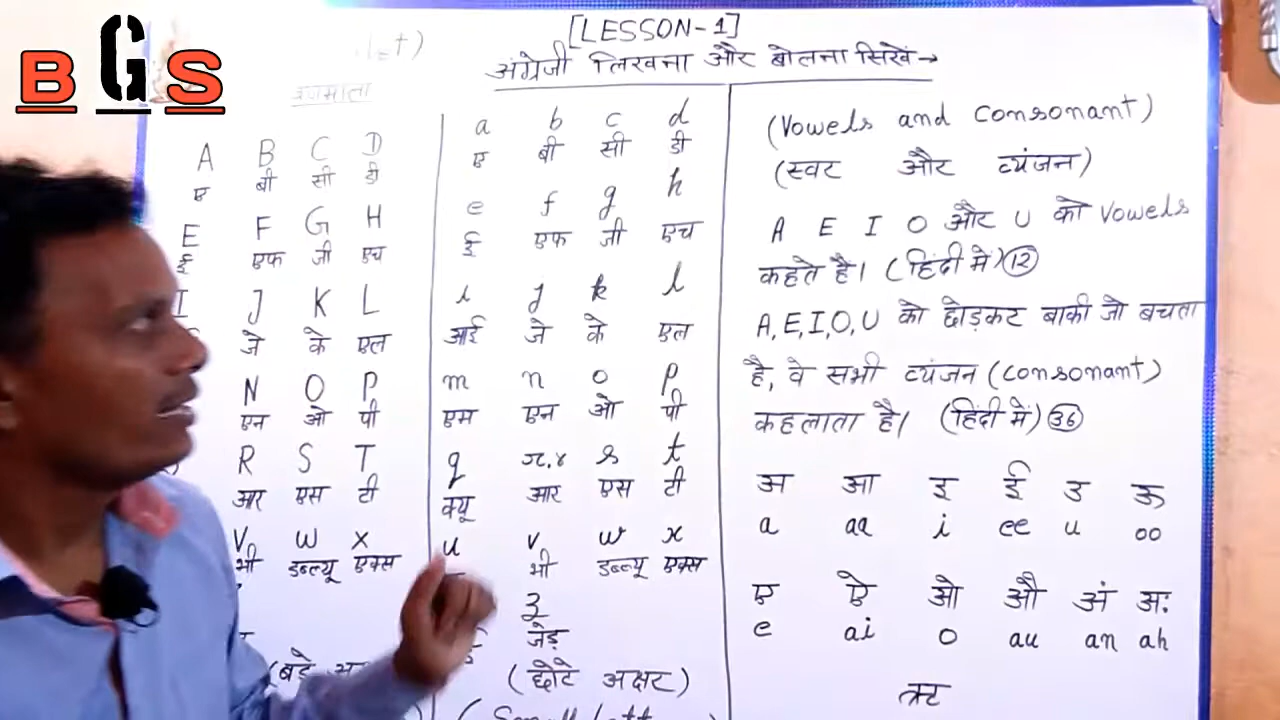 BGS
[LESSON-1]
अंग्रेजी लिखना और बोलना सिखें→
A B C D
ए बी सी डी
E F G H
ई एफ जी एच
I J K L
जे के एल
N O P
एन ओ पी
R S T
आर एस टी
V W X
भी डब्ल्यू एक्स
a b c d
ए बी सी डी
e f g h
ई एफ जी एच
i j k l
आई जे के एल
m n o p
एम एन ओ पी
q r.r s t
क्यू आर एस टी
u v w x
भी डब्ल्यू एक्स
z
जेड़
(छोटे अक्षर)
(Vowels and Consonant)
(स्वर और व्यंजन)
A E I O और U को Vowels
कहते है। (हिंदी में) 12
A,E,I,O,U को छोड़कर बाकी जो बचता
है, वे सभी व्यंजन (consonant)
कहलाता है। (हिंदी में) 36
अ आ इ ई उ ऊ
a aa i ee u oo
ए ऐ ओ औ अं अः
e ai o au an ah